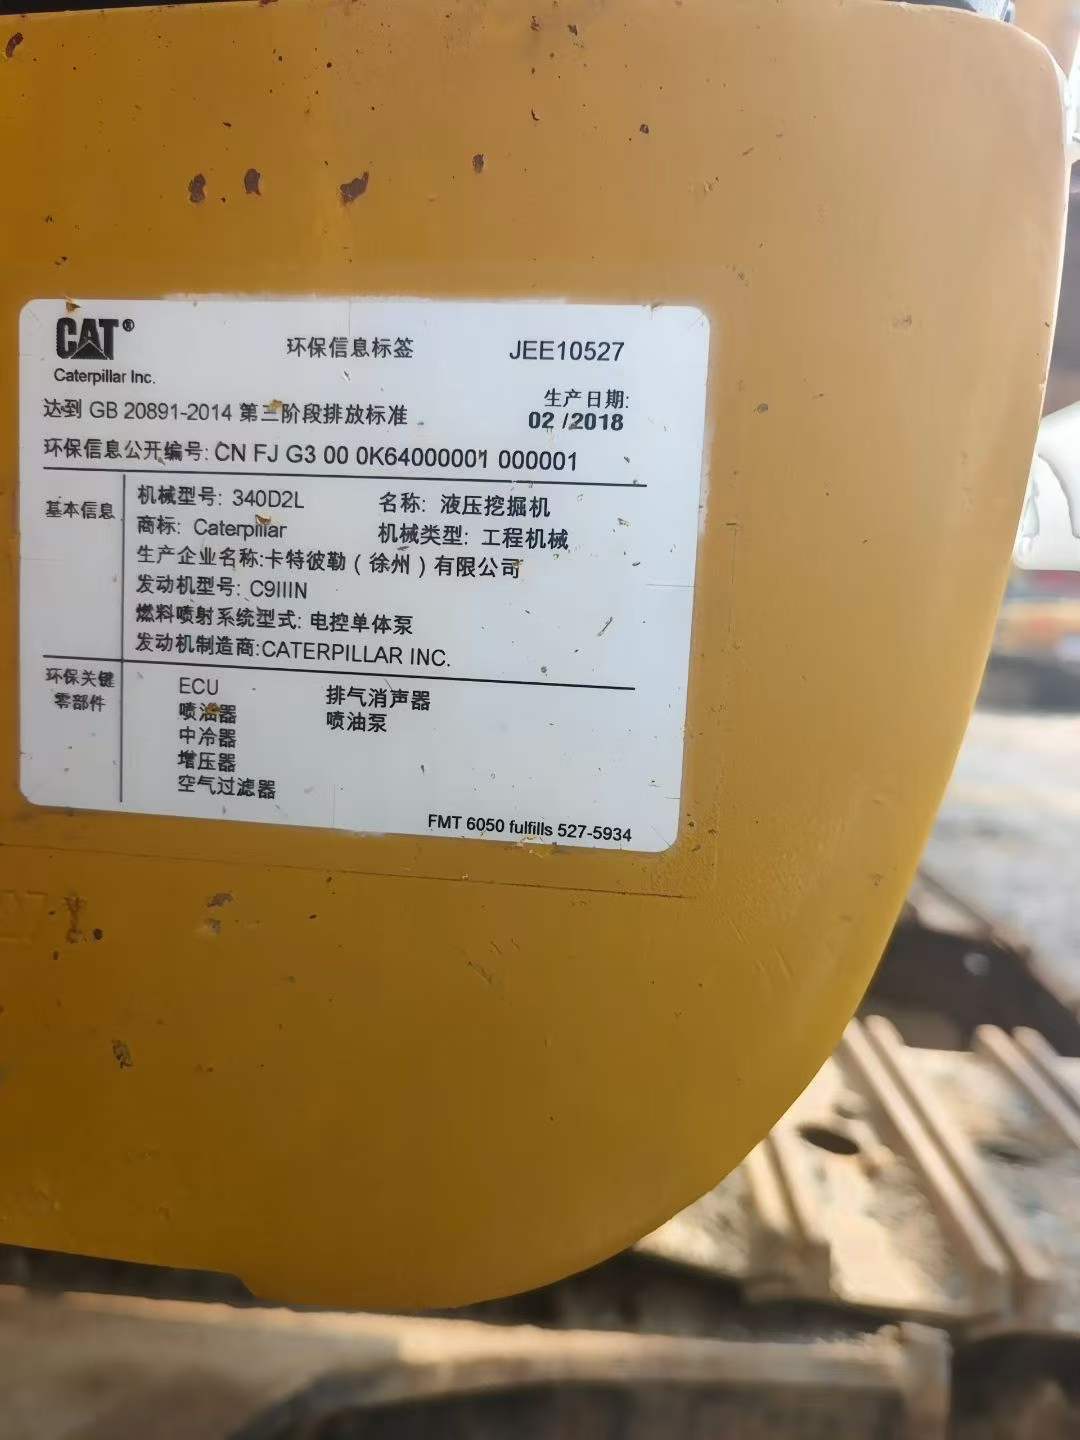 CAT®
Caterpillar Inc.
环保信息标签
JEE10527
生产日期:
02 /2018
达到 GB 20891-2014 第三阶段排放标准
环保信息公开编号: CN FJ G3 00 0K64000001 000001
基本信息
机械型号: 340D2L 名称: 液压挖掘机
商标: Caterpillar 机械类型: 工程机械
生产企业名称:卡特彼勒（徐州）有限公司
发动机型号: C9IIIN
燃料喷射系统型式: 电控单体泵
发动机制造商:CATERPILLAR INC.
环保关键
零部件
ECU 排气消声器
喷油器 喷油泵
中冷器
增压器
空气过滤器
FMT 6050 fulfills 527-5934